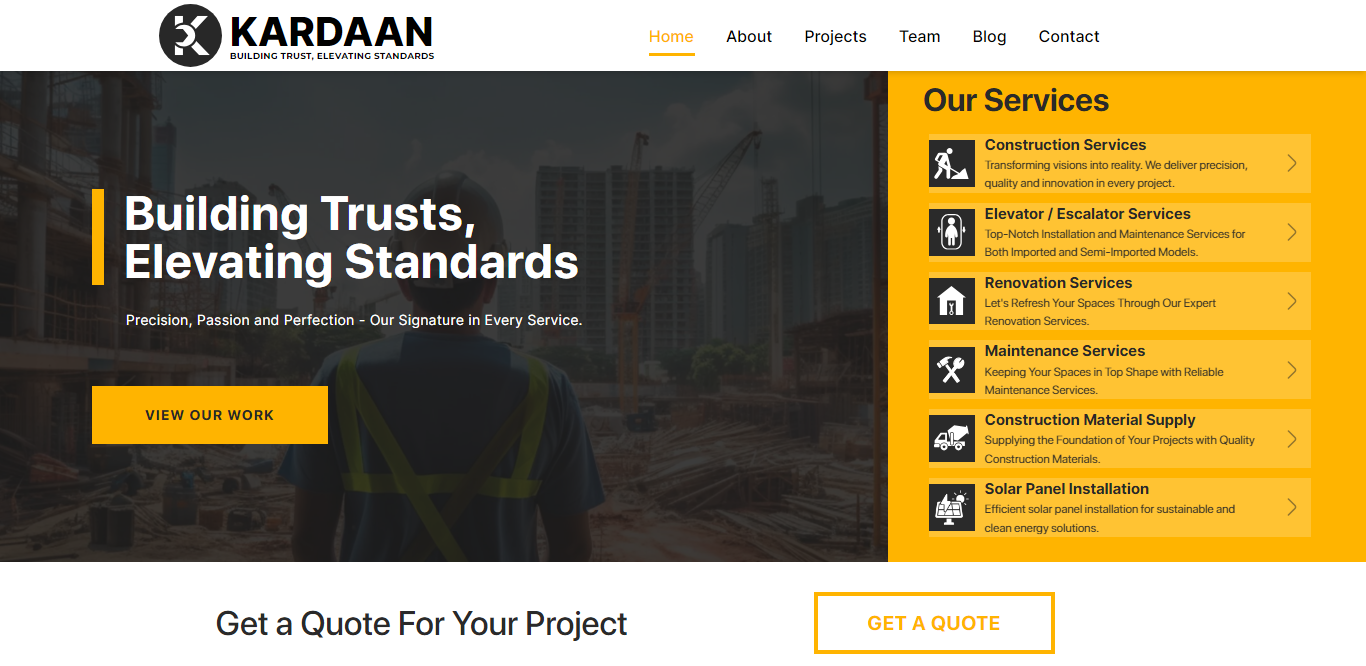 KARDAAN
BUILDING TRUST, ELEVATING STANDARDS
Home
About
Projects
Team
Blog
Contact
Building Trusts,
Elevating Standards
Precision, Passion and Perfection - Our Signature in Every Service.
VIEW OUR WORK
Our Services
Construction Services
Transforming visions into reality. We deliver precision,
quality and innovation in every project.
Elevator / Escalator Services
Top-Notch Installation and Maintenance Services for
Both Imported and Semi-Imported Models.
Renovation Services
Let's Refresh Your Spaces Through Our Expert
Renovation Services.
Maintenance Services
Keeping Your Spaces in Top Shape with Reliable
Maintenance Services.
Construction Material Supply
Supplying the Foundation of Your Projects with Quality
Construction Materials.
Solar Panel Installation
Efficient solar panel installation for sustainable and
clean energy solutions.
Get a Quote For Your Project
GET A QUOTE